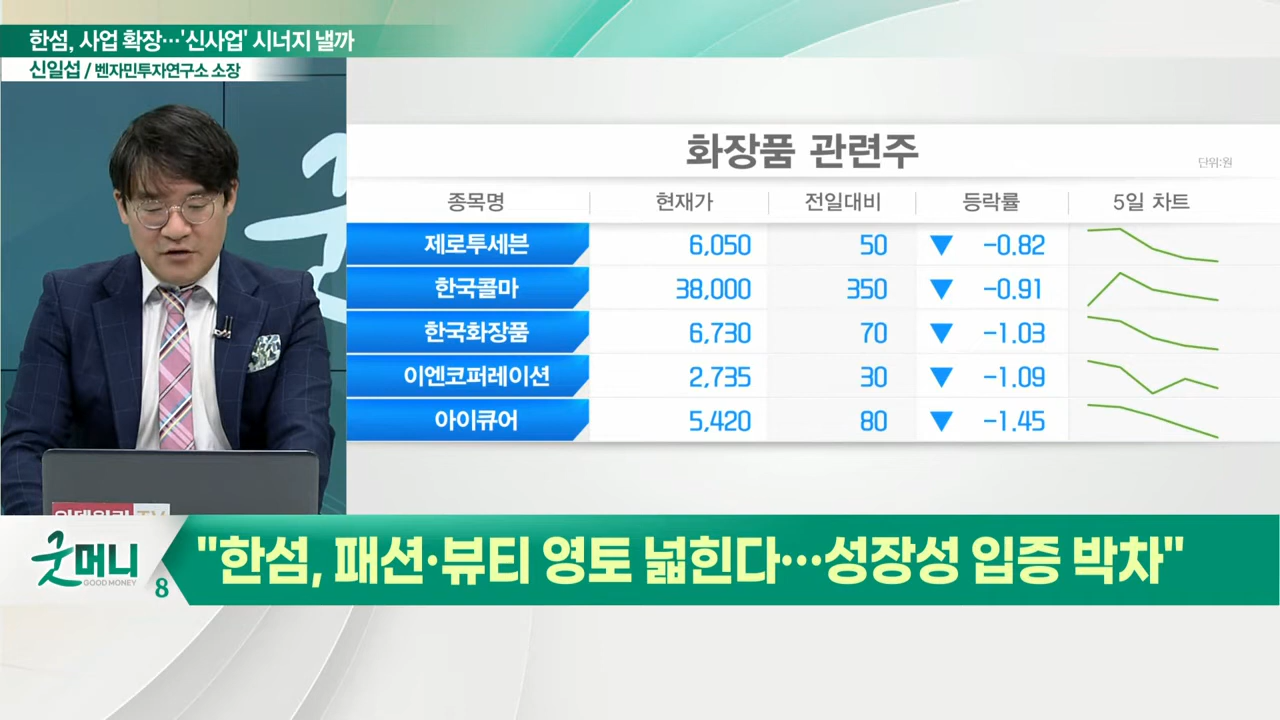 한섬, 사업 확장…'신사업' 시너지 낼까
신일섭 / 벤자민투자연구소 소장
화장품 관련주
단위:원
종목명 현재가 전일대비 등락률 5일 차트
제로투세븐 6,050 50 ▼ -0.82
한국콜마 38,000 350 ▼ -0.91
한국화장품 6,730 70 ▼ -1.03
이엔코퍼레이션 2,735 30 ▼ -1.09
아이큐어 5,420 80 ▼ -1.45
이데일리 TV
굿머니
GOOD MONEY
8
"한섬, 패션·뷰티 영토 넓힌다…성장성 입증 박차"